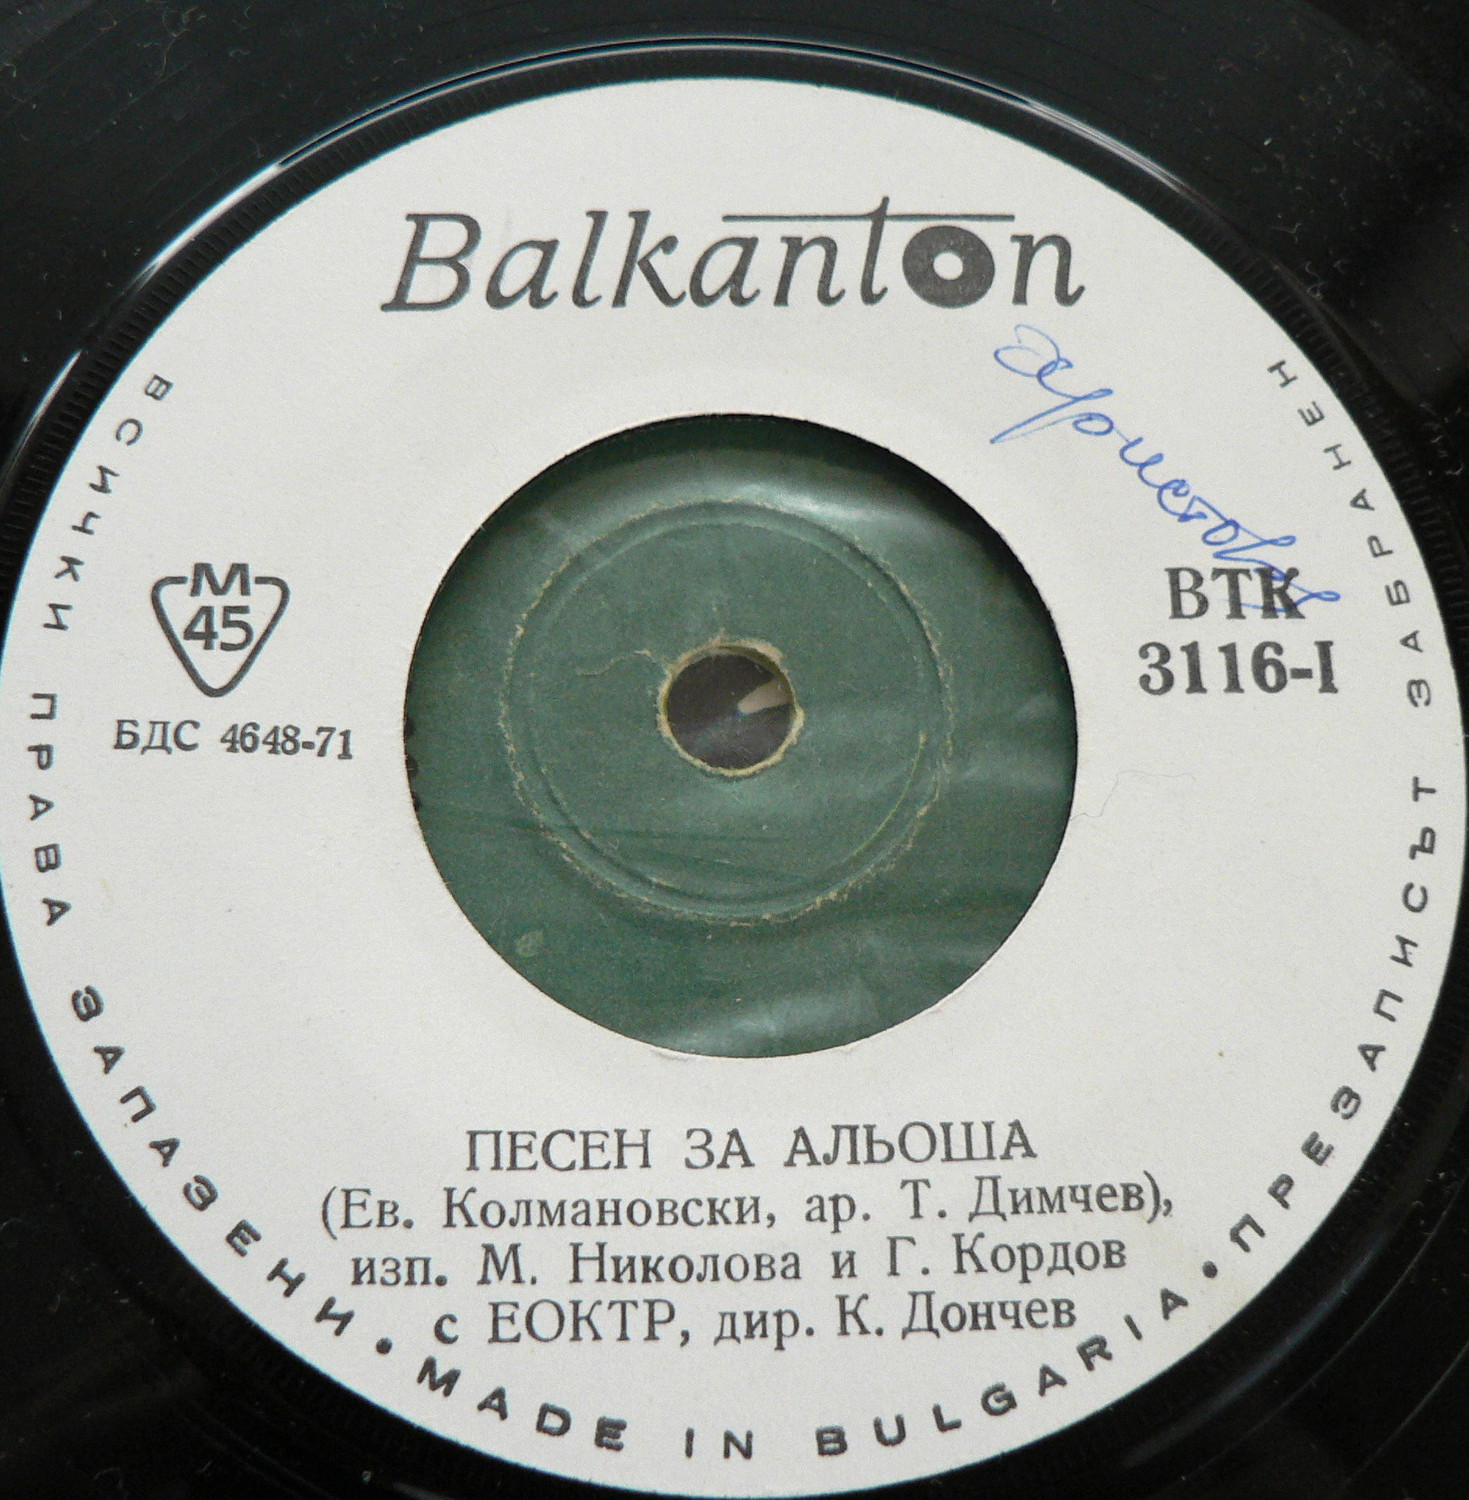 Balkanton
М
45
БДС 4648-71
ВТК
3116-I
ПЕСЕН ЗА АЛЬОША
(Ев. Колмановски, ар. Т. Димчев),
изп. М. Николова и Г. Кордов
с ЕОКТР, дир. К. Дончев
ВСИЧКИ ПРАВА ЗАПАЗЕНИ • MADE IN BULGARIA • ПРЕЗАПИСЪТ ЗАБРАНЕН